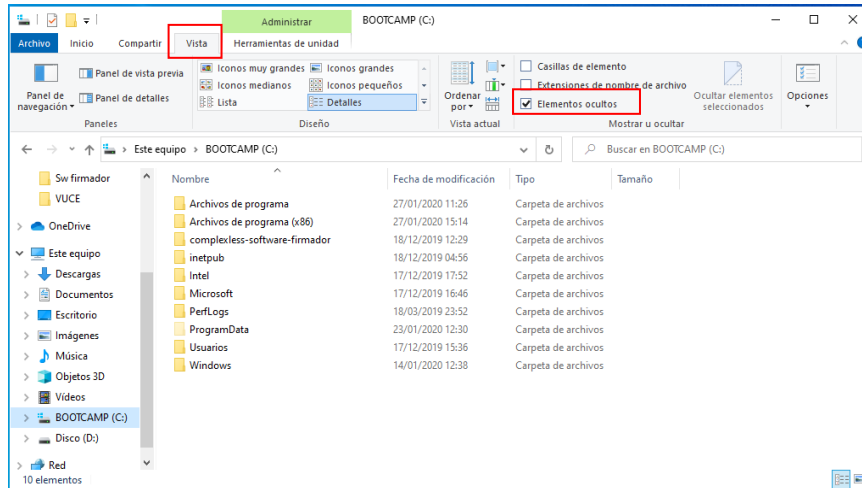 Administrar BOOTCAMP (C:)
Archivo Inicio Compartir Vista Herramientas de unidad
Panel de navegación
Panel de vista previa
Panel de detalles
Paneles
Iconos muy grandes Iconos grandes
Iconos medianos Iconos pequeños
Lista Detalles
Diseño
Ordenar por
Vista actual
Casillas de elemento
Extensiones de nombre de archivo
Elementos ocultos
Ocultar elementos seleccionados
Mostrar u ocultar
Opciones
Este equipo > BOOTCAMP (C:)
Buscar en BOOTCAMP (C:)
Sw firmador
VUCE
OneDrive
Este equipo
Descargas
Documentos
Escritorio
Imágenes
Música
Objetos 3D
Vídeos
BOOTCAMP (C:)
Disco (D:)
Red
Nombre Fecha de modificación Tipo Tamaño
Archivos de programa 27/01/2020 11:26 Carpeta de archivos
Archivos de programa (x86) 27/01/2020 15:14 Carpeta de archivos
complexless-software-firmador 18/12/2019 12:29 Carpeta de archivos
inetpub 18/12/2019 04:56 Carpeta de archivos
Intel 17/12/2019 17:52 Carpeta de archivos
Microsoft 17/12/2019 16:46 Carpeta de archivos
PerfLogs 18/03/2019 23:52 Carpeta de archivos
ProgramData 23/01/2020 12:30 Carpeta de archivos
Usuarios 17/12/2019 15:36 Carpeta de archivos
Windows 14/01/2020 12:38 Carpeta de archivos
10 elementos